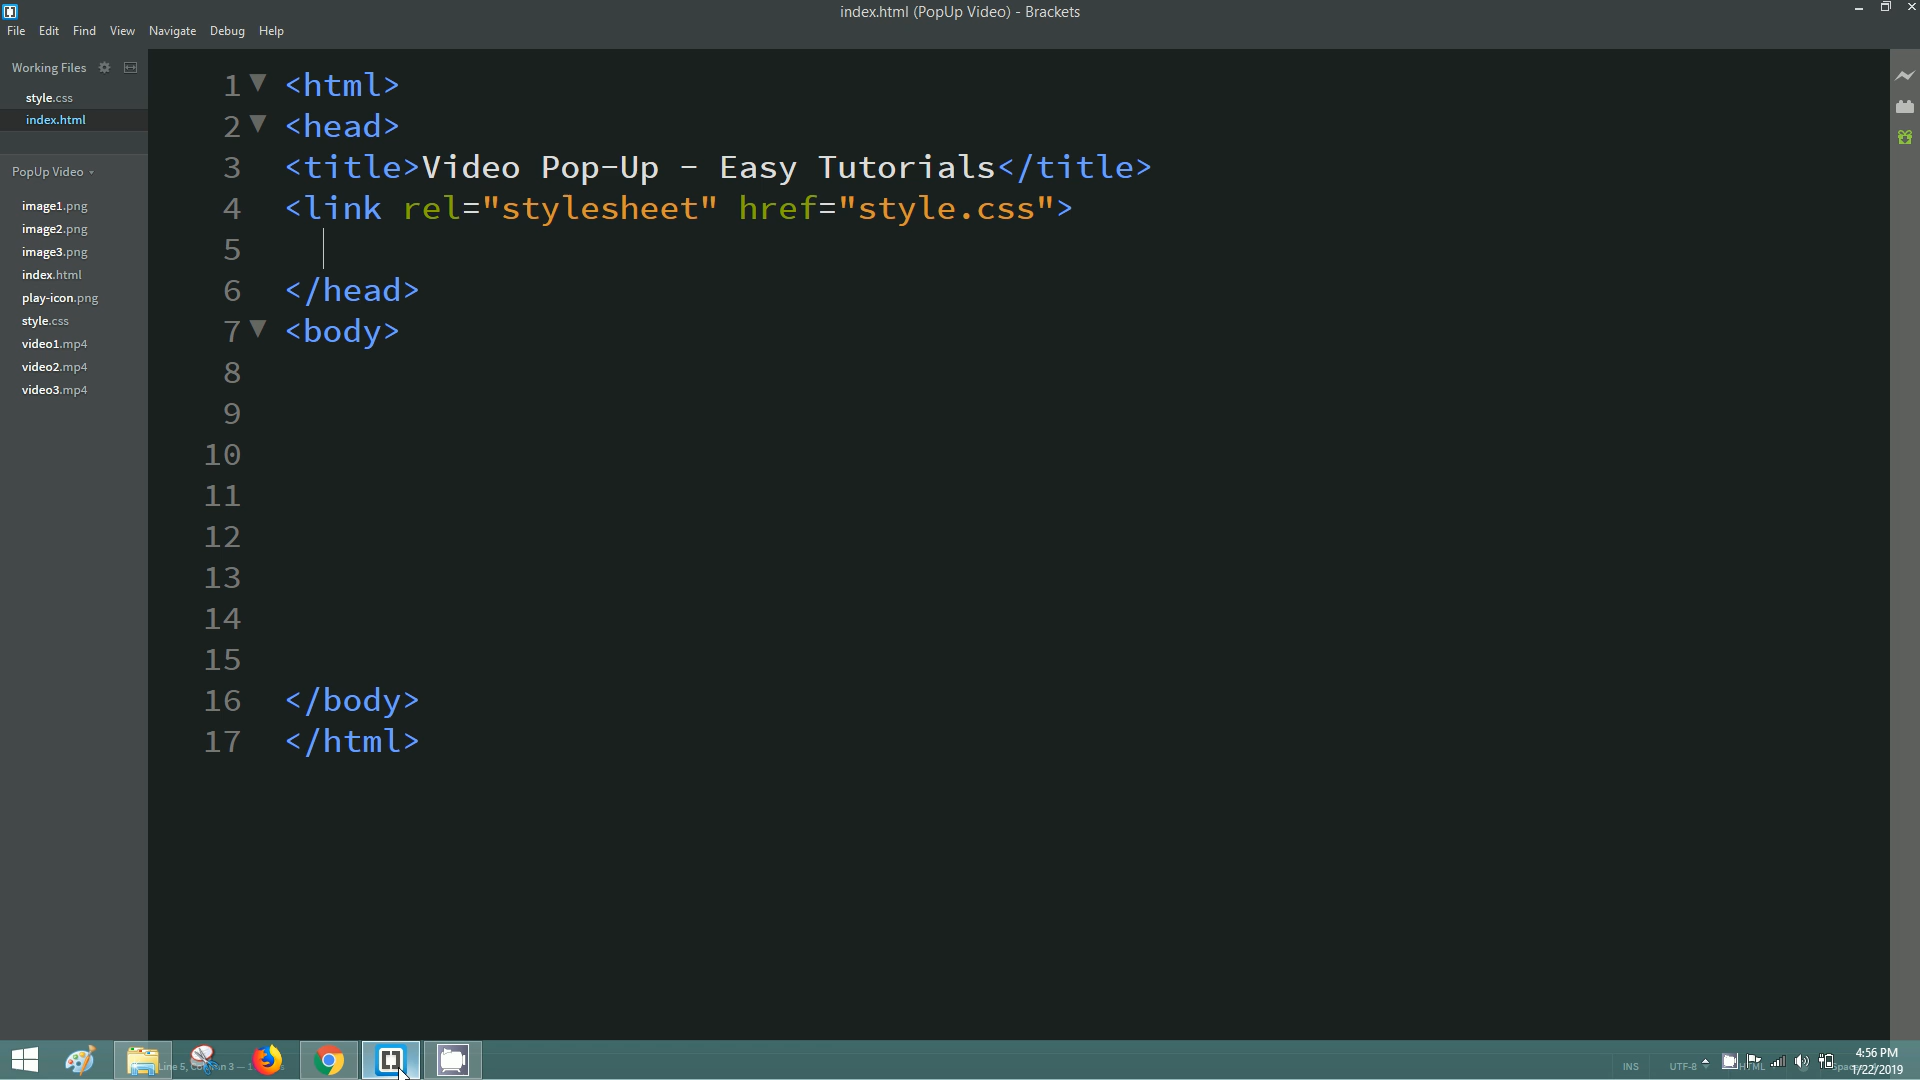 index.html (PopUp Video) - Brackets
File Edit Find View Navigate Debug Help
Working Files
style.css
index.html
PopUp Video
image1.png
image2.png
image3.png
index.html
play-icon.png
style.css
video1.mp4
video2.mp4
video3.mp4
1 <html>
2 <head>
3 <title>Video Pop-Up - Easy Tutorials</title>
4 <link rel="stylesheet" href="style.css">
5
6 </head>
7 <body>
8
9
10
11
12
13
14
15
16 </body>
17 </html>
INS UTF-8 HTML
4:56 PM
1/22/2019